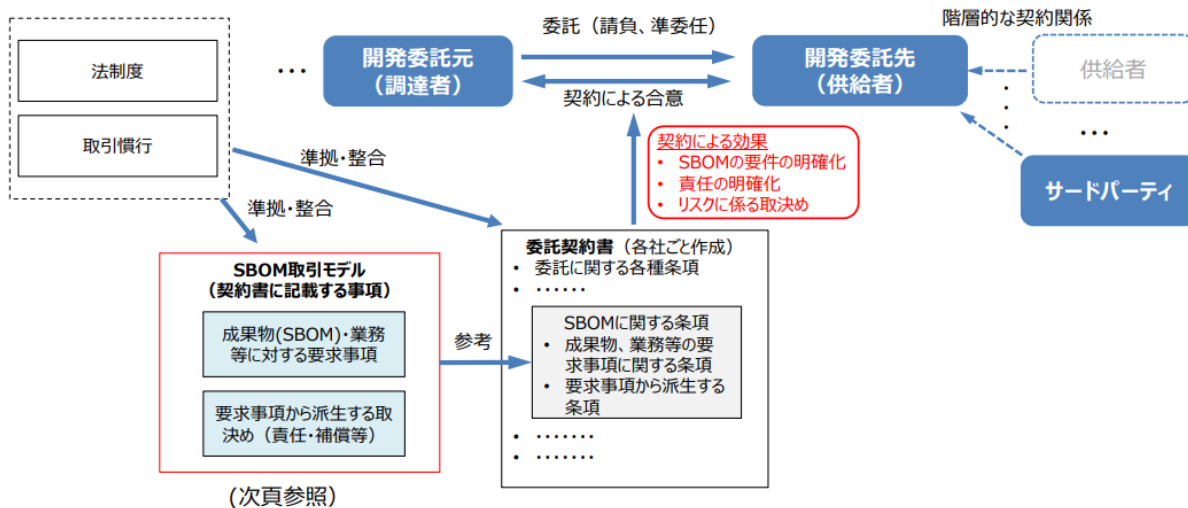 階層的な契約関係
委託（請負、準委任）
法制度
･･･
開発委託元
（調達者）
開発委託先
（供給者）
供給者
契約による合意
･
･
･
･･･
取引慣行
契約による効果
• SBOMの要件の明確化
• 責任の明確化
• リスクに係る取決め
準拠・整合
サードパーティ
準拠・整合
委託契約書（各社ごと作成）
• 委託に関する各種条項
• ･･････
SBOM取引モデル
（契約書に記載する事項）
成果物(SBOM)・業務
等に対する要求事項
参考
SBOMに関する条項
• 成果物、業務等の要
求事項に関する条項
• 要求事項から派生する
条項
要求事項から派生する取
決め（責任・補償等）
• ･･･････
• ･･･････
(次頁参照）